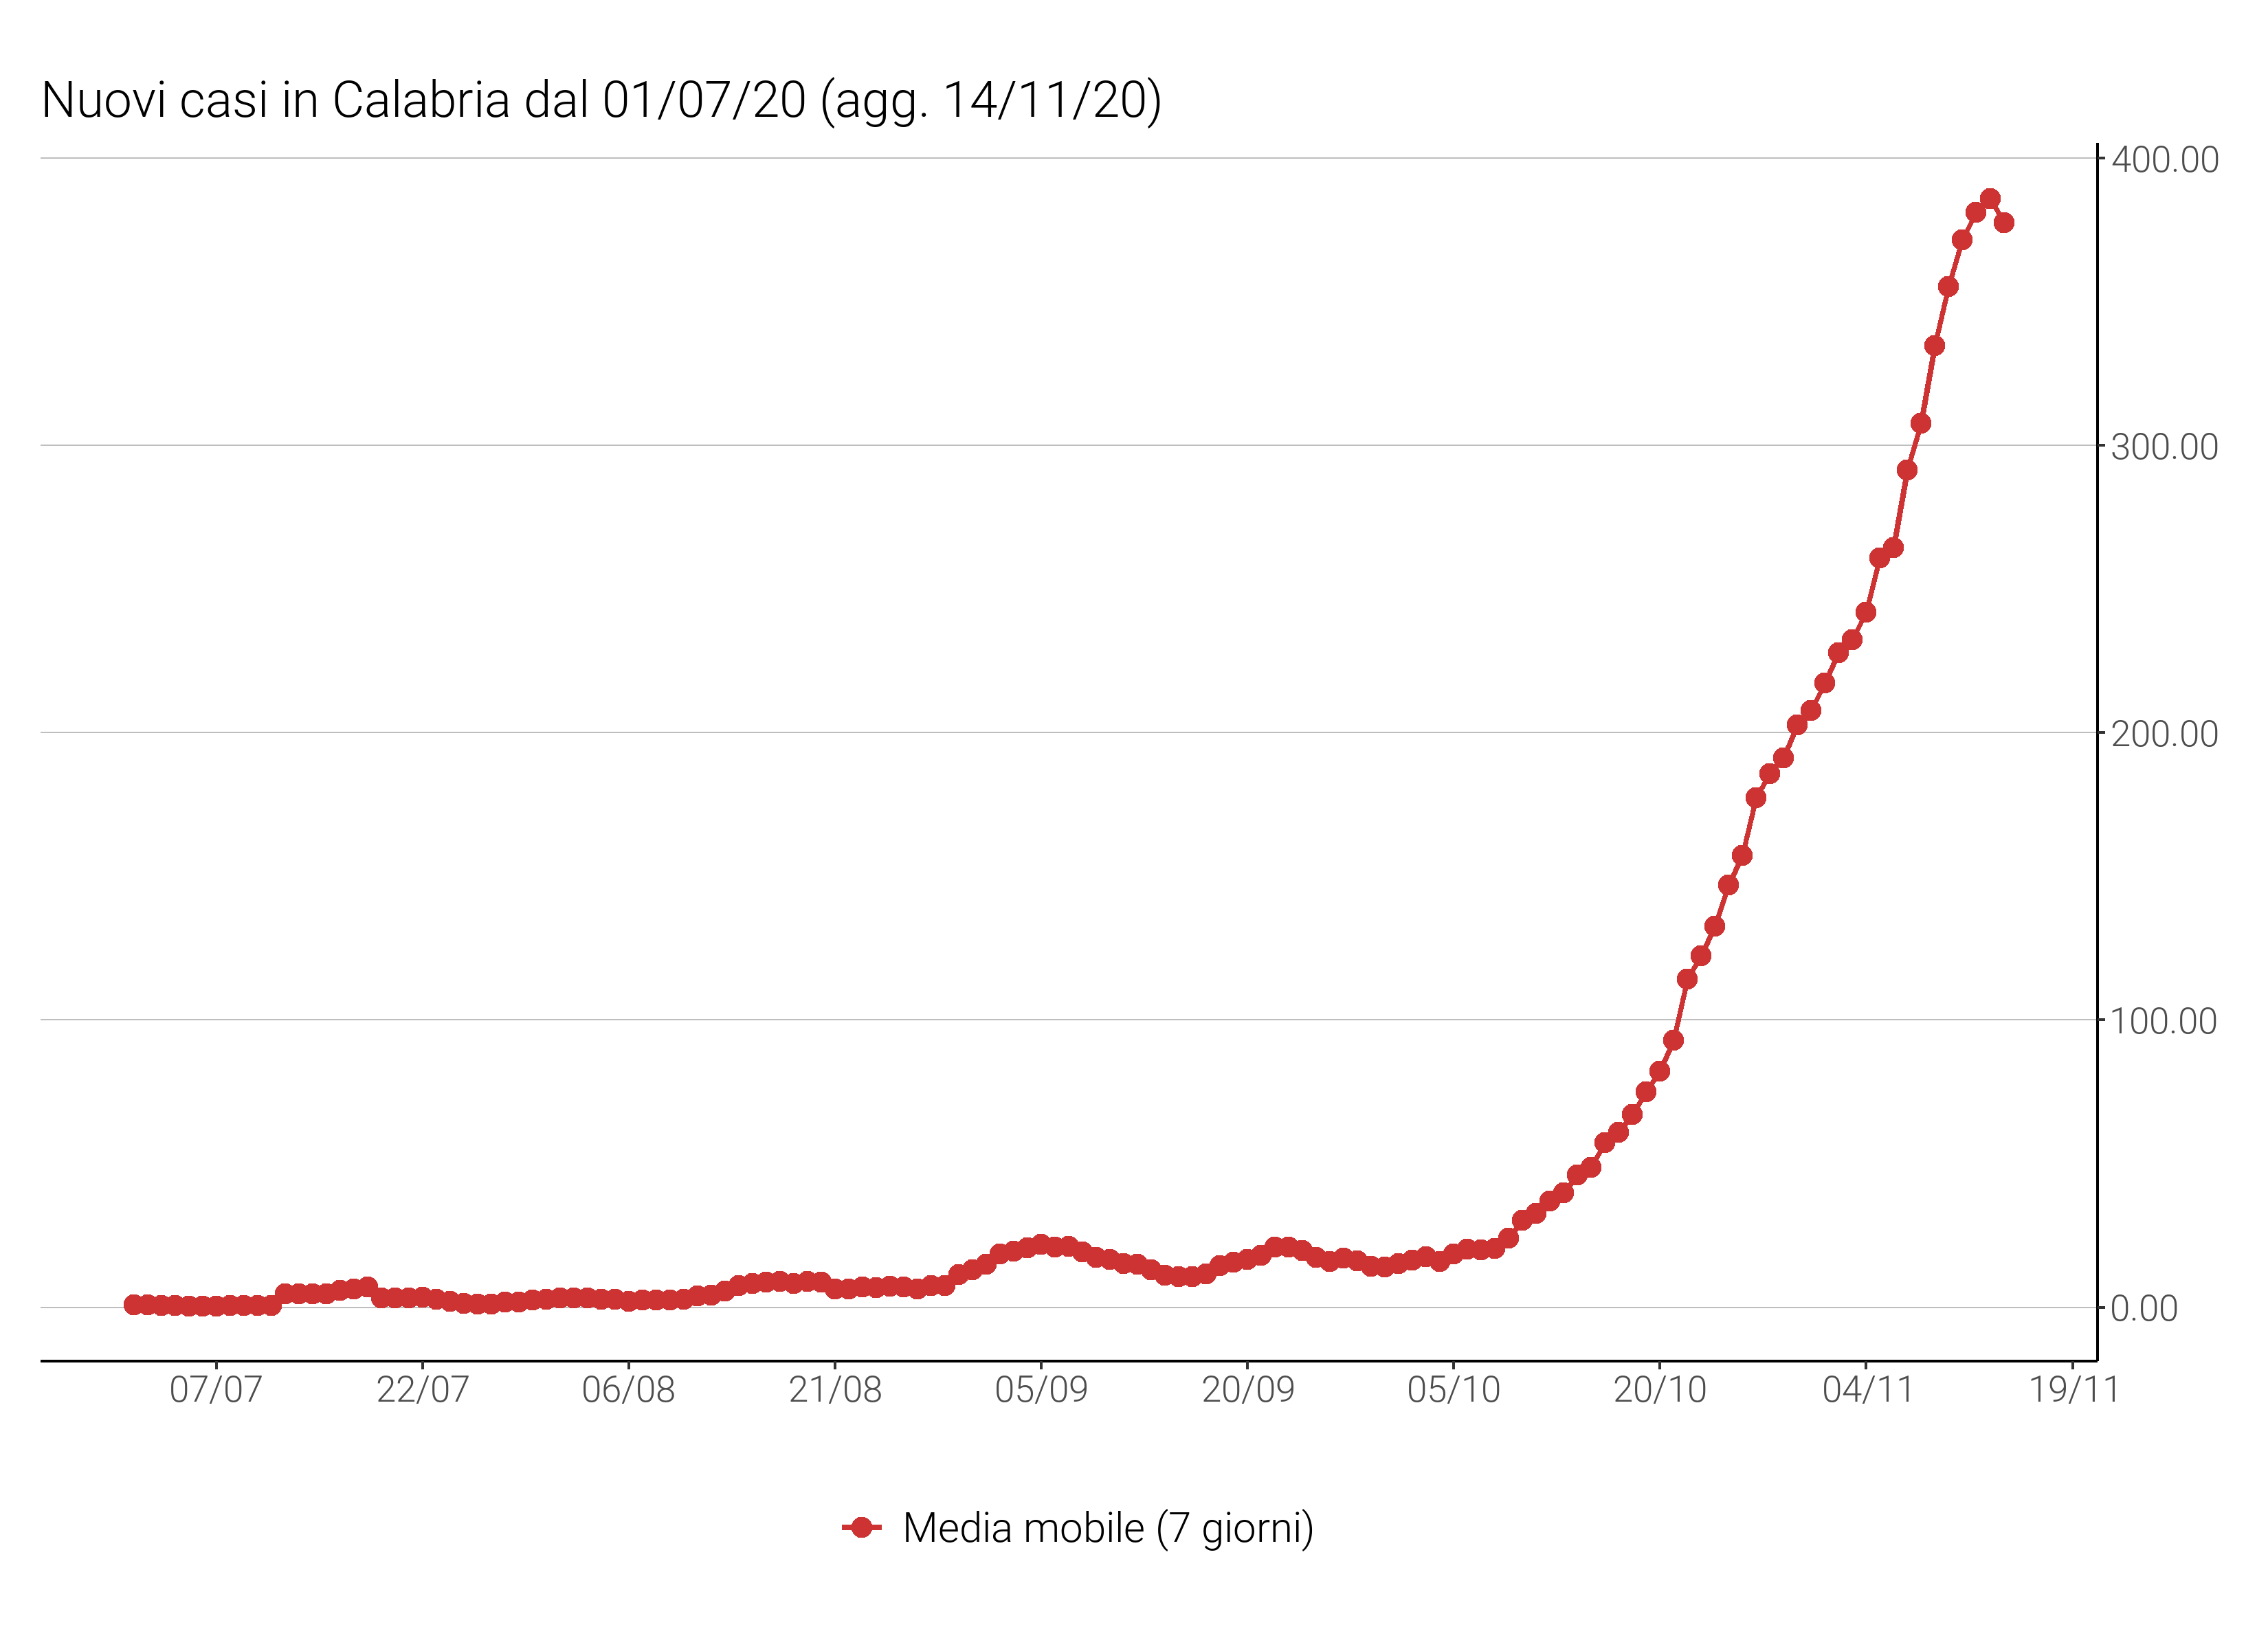 Nuovi casi in Calabria dal 01/07/20 (agg. 14/11/20)
400.00
300.00
200.00
100.00
0.00
07/07 22/07 06/08 21/08 05/09 20/09 05/10 20/10 04/11 19/11
Media mobile (7 giorni)